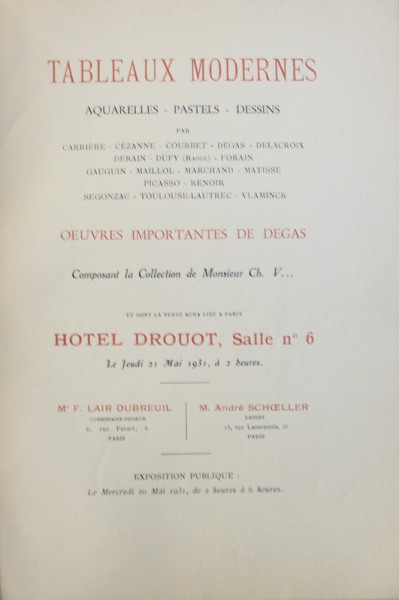 TABLEAUX MODERNES
AQUARELLES - PASTELS - DESSINS
PAR
CARRIÈRE - CÉZANNE - COURBET - DEGAS - DELACROIX
DERAIN - DUFY (Raoul) - FORAIN
GAUGUIN - MAILLOL - MARCHAND - MATISSE
PICASSO - RENOIR
SEGONZAC - TOULOUSE-LAUTREC - VLAMINCK
OEUVRES IMPORTANTES DE DEGAS
Composant la Collection de Monsieur Ch. V...
ET DONT LA VENTE AURA LIEU A PARIS
HOTEL DROUOT, Salle n° 6
Le Jeudi 21 Mai 1931, à 2 heures.
Me F. LAIR DUBREUIL
COMMISSAIRE-PRISEUR
6, rue Favart, 6
PARIS
M. André SCHŒLLER
EXPERT
13, rue
PARIS
EXPOSITION PUBLIQUE :
Le Mercredi 20 Mai 1931, de 2 heures à 6 heures.